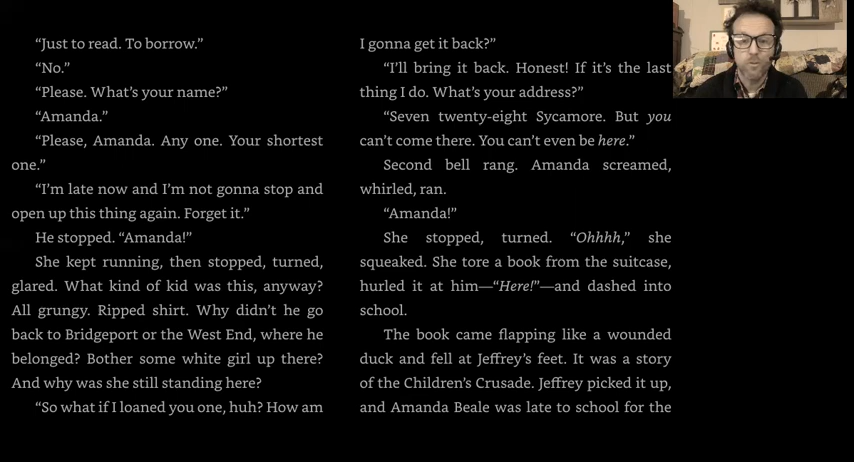 “Just to read. To borrow.”
“No.”
“Please. What’s your name?”
“Amanda.”
“Please, Amanda. Any one. Your shortest
one.”
“I’m late now and I’m not gonna stop and
open up this thing again. Forget it.”
He stopped. “Amanda!”
She kept running, then stopped, turned,
glared. What kind of kid was this, anyway?
All grungy. Ripped shirt. Why didn’t he go
back to Bridgeport or the West End, where he
belonged? Bother some white girl up there?
And why was she still standing here?
“So what if I loaned you one, huh? How am
I gonna get it back?”
“I’ll bring it back. Honest! If it’s the last
thing I do. What’s your address?”
“Seven twenty-eight Sycamore. But you
can’t come there. You can’t even be here.”
Second bell rang. Amanda screamed,
whirled, ran.
“Amanda!”
She stopped, turned. “Ohhhh,” she
squeaked. She tore a book from the suitcase,
hurled it at him—“Here!”—and dashed into
school.
The book came flapping like a wounded
duck and fell at Jeffrey’s feet. It was a story
of the Children’s Crusade. Jeffrey picked it up,
and Amanda Beale was late to school for the